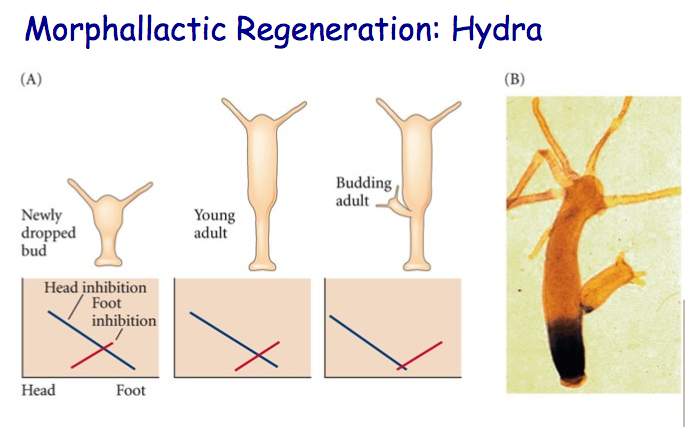 Morphallactic Regeneration: Hydra
(A)
(B)
Newly
dropped
bud
Young
adult
Budding
adult
Head inhibition
Foot
inhibition
Head
Foot